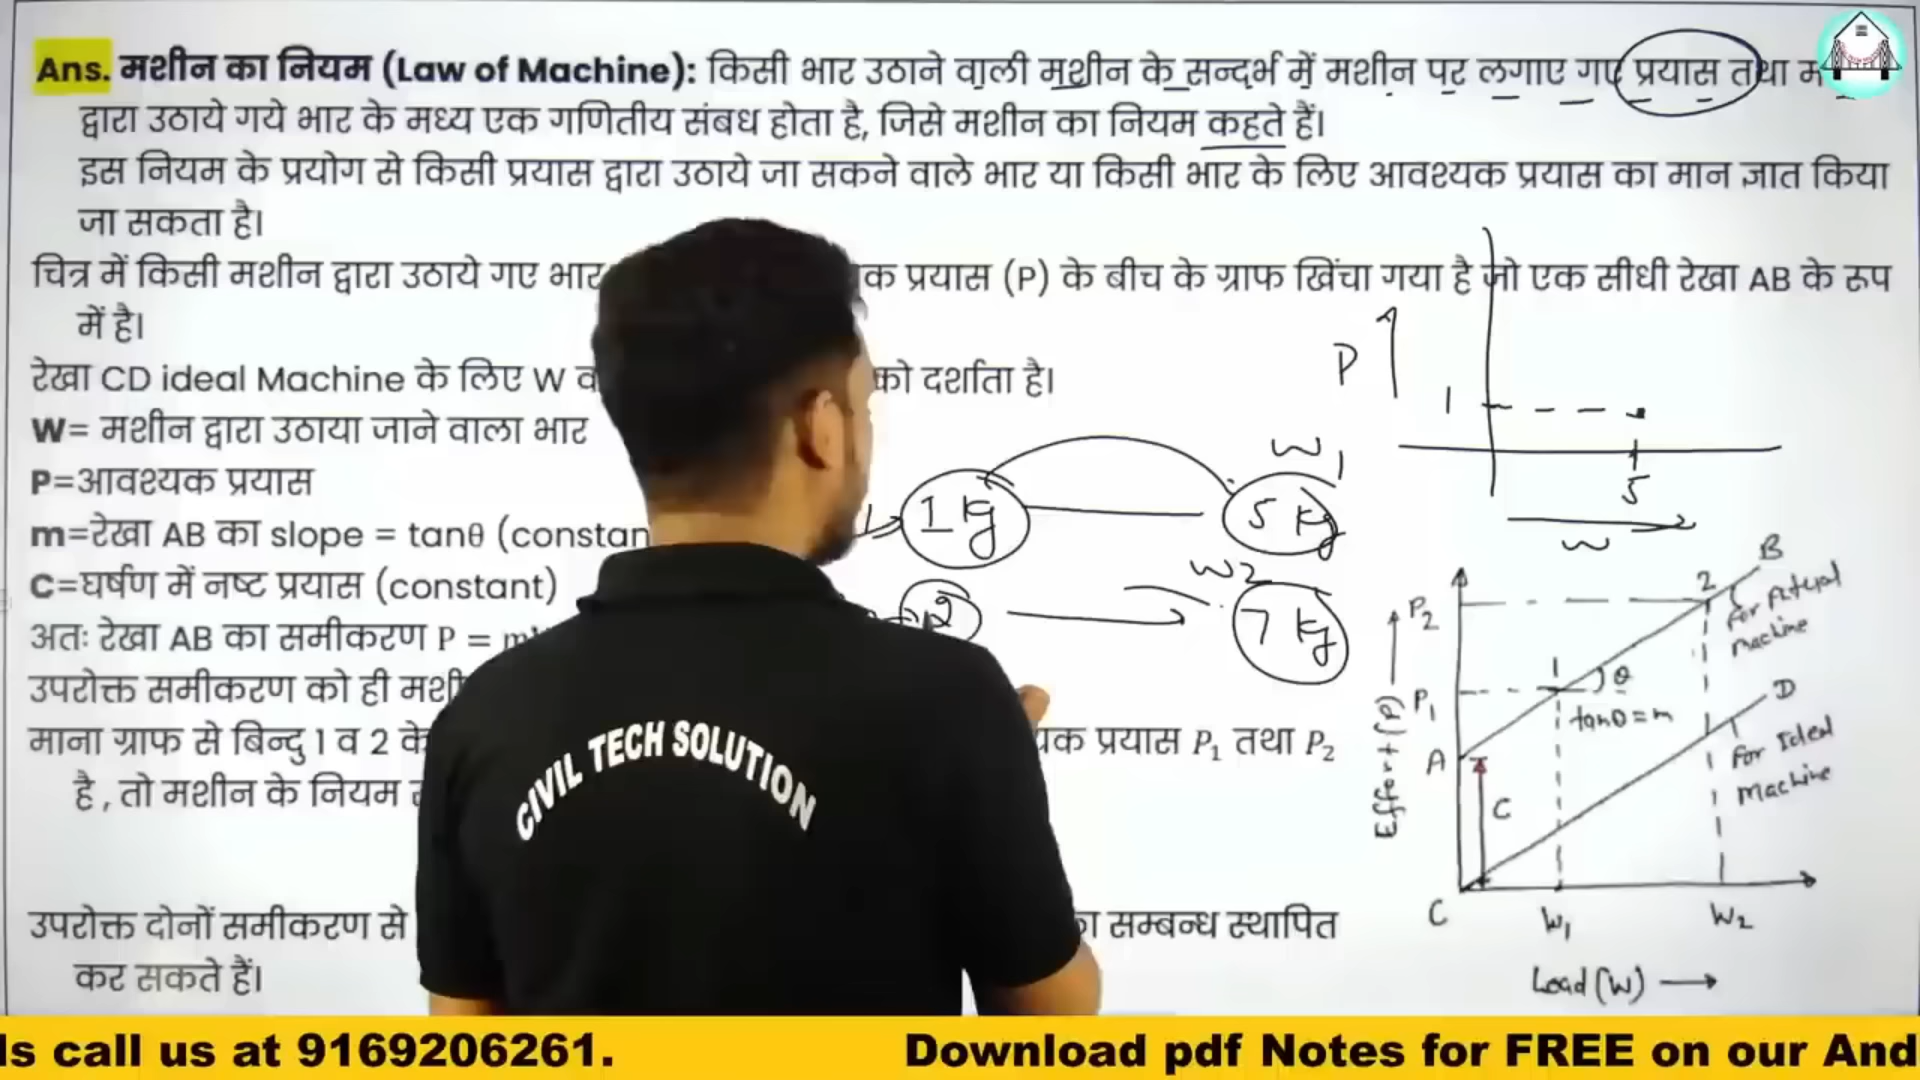 Ans. मशीन का नियम (Law of Machine): किसी भार उठाने वाली मशीन के सन्दर्भ में मशीन पर लगाए गए प्रयास तथा म
द्वारा उठाये गये भार के मध्य एक गणितीय संबध होता है, जिसे मशीन का नियम कहते हैं।
इस नियम के प्रयोग से किसी प्रयास द्वारा उठाये जा सकने वाले भार या किसी भार के लिए आवश्यक प्रयास का मान ज्ञात किया
जा सकता है।
चित्र में किसी मशीन द्वारा उठाये गए भार क प्रयास (P) के बीच के ग्राफ खिंचा गया है जो एक सीधी रेखा AB के रूप
में है।
रेखा CD ideal Machine के लिए W को दर्शाता है।
W= मशीन द्वारा उठाया जाने वाला भार
P=आवश्यक प्रयास
m=रेखा AB का slope = tanθ (constan
C=घर्षण में नष्ट प्रयास (constant)
अतः रेखा AB का समीकरण P = m
उपरोक्त समीकरण को ही मशी
माना ग्राफ से बिन्दु 1 व 2 के यक प्रयास P₁ तथा P₂
है , तो मशीन के नियम
उपरोक्त दोनों समीकरण से का सम्बन्ध स्थापित
कर सकते हैं।
P
1
5
W
1 kg
5 kg
W1
2
7 kg
W2
B
2
For Actual
Machine
P2
1
θ
P1
tanθ=m
D
For Ideal
Machine
A
C
C
W1
W2
Effort (P)
Load (W)
CIVIL TECH SOLUTION
ls call us at 9169206261.
Download pdf Notes for FREE on our And